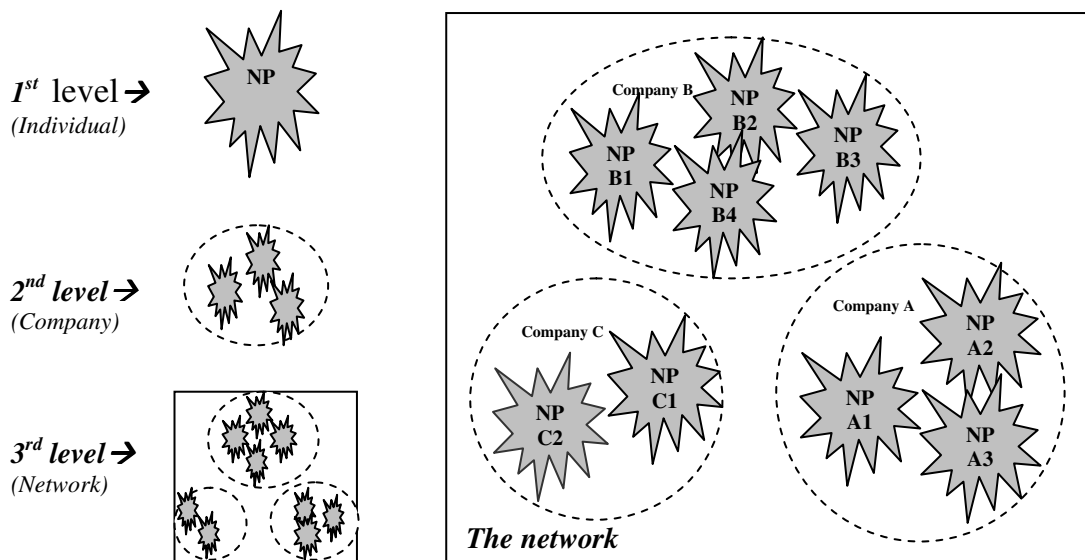 1st level →
(Individual)
NP
2nd level →
(Company)
3rd level →
(Network)
Company B
NP
B1
NP
B2
NP
B3
NP
B4
Company C
NP
C2
NP
C1
Company A
NP
A1
NP
A2
NP
A3
The network